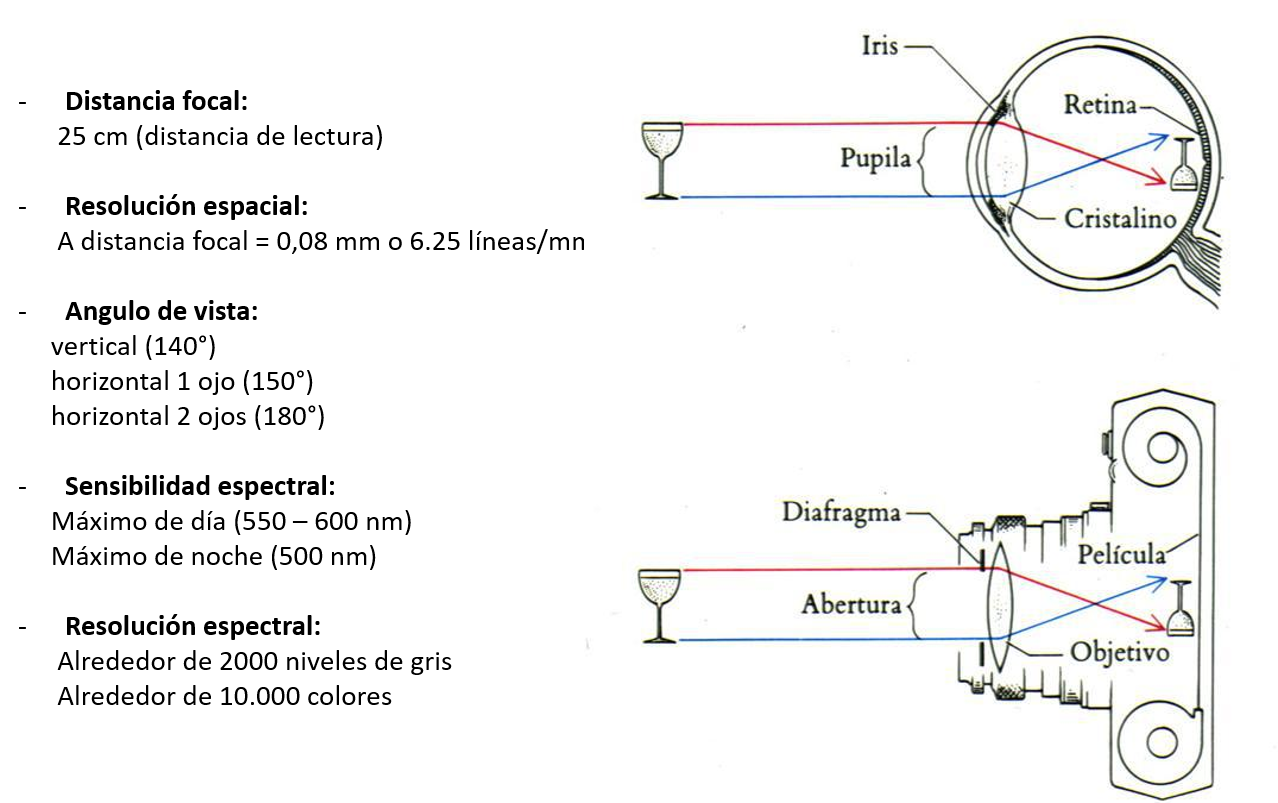 - Distancia focal:
25 cm (distancia de lectura)
- Resolución espacial:
A distancia focal = 0,08 mm o 6.25 líneas/mn
- Angulo de vista:
vertical (140°)
horizontal 1 ojo (150°)
horizontal 2 ojos (180°)
- Sensibilidad espectral:
Máximo de día (550 – 600 nm)
Máximo de noche (500 nm)
- Resolución espectral:
Alrededor de 2000 niveles de gris
Alrededor de 10.000 colores
Iris
Retina
Pupila
Cristalino
Diafragma
Película
Abertura
Objetivo